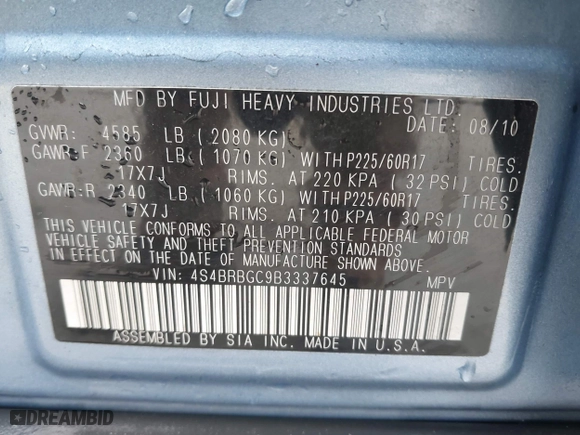 MFD BY FUJI HEAVY INDUSTRIES LTD.
DATE: 08/10
GVWR: 4585 LB ( 2080 KG)
GAWR:F 2360 LB ( 1070 KG) WITH P225/60R17 TIRES.
17X7J RIMS. AT 220 KPA ( 32 PSI) COLD
GAWR:R 2340 LB ( 1060 KG) WITH P225/60R17 TIRES.
17X7J RIMS. AT 210 KPA ( 30 PSI) COLD
THIS VEHICLE CONFORMS TO ALL APPLICABLE FEDERAL MOTOR
VEHICLE SAFETY AND THEFT PREVENTION STANDARDS
IN EFFECT ON THE DATE OF MANUFACTURE SHOWN ABOVE.
VIN: 4S4BRBGC9B3337645 MPV
ASSEMBLED BY SIA INC. MADE IN U.S.A.
DREAMBID